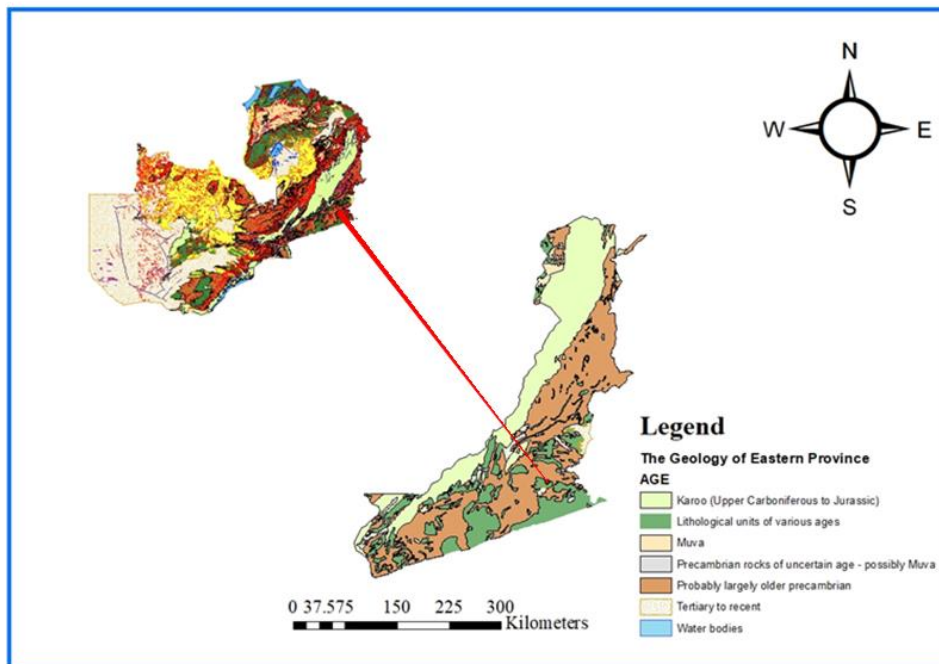 N
W E
S
Legend
The Geology of Eastern Province
AGE
Karoo (Upper Carboniferous to Jurassic)
Lithological units of various ages
Muva
Precambrian rocks of uncertain age - possibly Muva
Probably largely older precambrian
Tertiary to recent
Water bodies
0 37.575 150 225 300
Kilometers